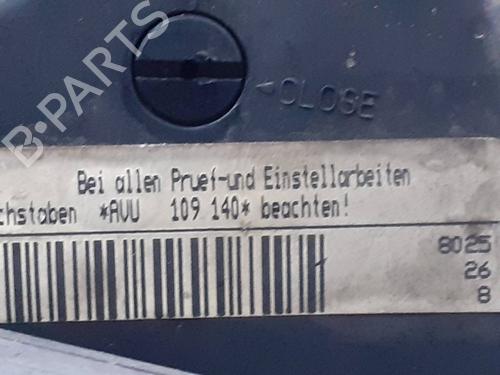 B-PARTS
◁CLOSE
Bei allen Pruef-und Einstellarbeiten
chstaben *AVU 109 140* beachten!
8025
26
8